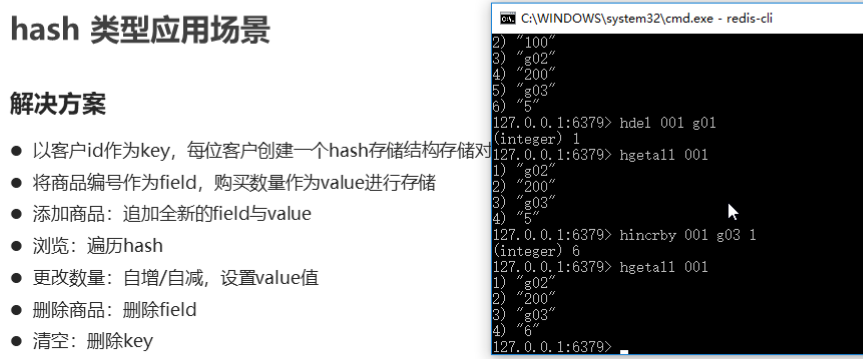 hash 类型应用场景
解决方案
● 以客户id作为key，每位客户创建一个hash存储结构存储对
● 将商品编号作为field，购买数量作为value进行存储
● 添加商品：追加全新的field与value
● 浏览：遍历hash
● 更改数量：自增/自减，设置value值
● 删除商品：删除field
● 清空：删除key
C:\WINDOWS\system32\cmd.exe - redis-cli
2) "100"
3) "g02"
4) "200"
5) "g03"
6) "5"
127.0.0.1:6379> hdel 001 g01
(integer) 1
127.0.0.1:6379> hgetall 001
1) "g02"
2) "200"
3) "g03"
4) "5"
127.0.0.1:6379> hincrby 001 g03 1
(integer) 6
127.0.0.1:6379> hgetall 001
1) "g02"
2) "200"
3) "g03"
4) "6"
127.0.0.1:6379>